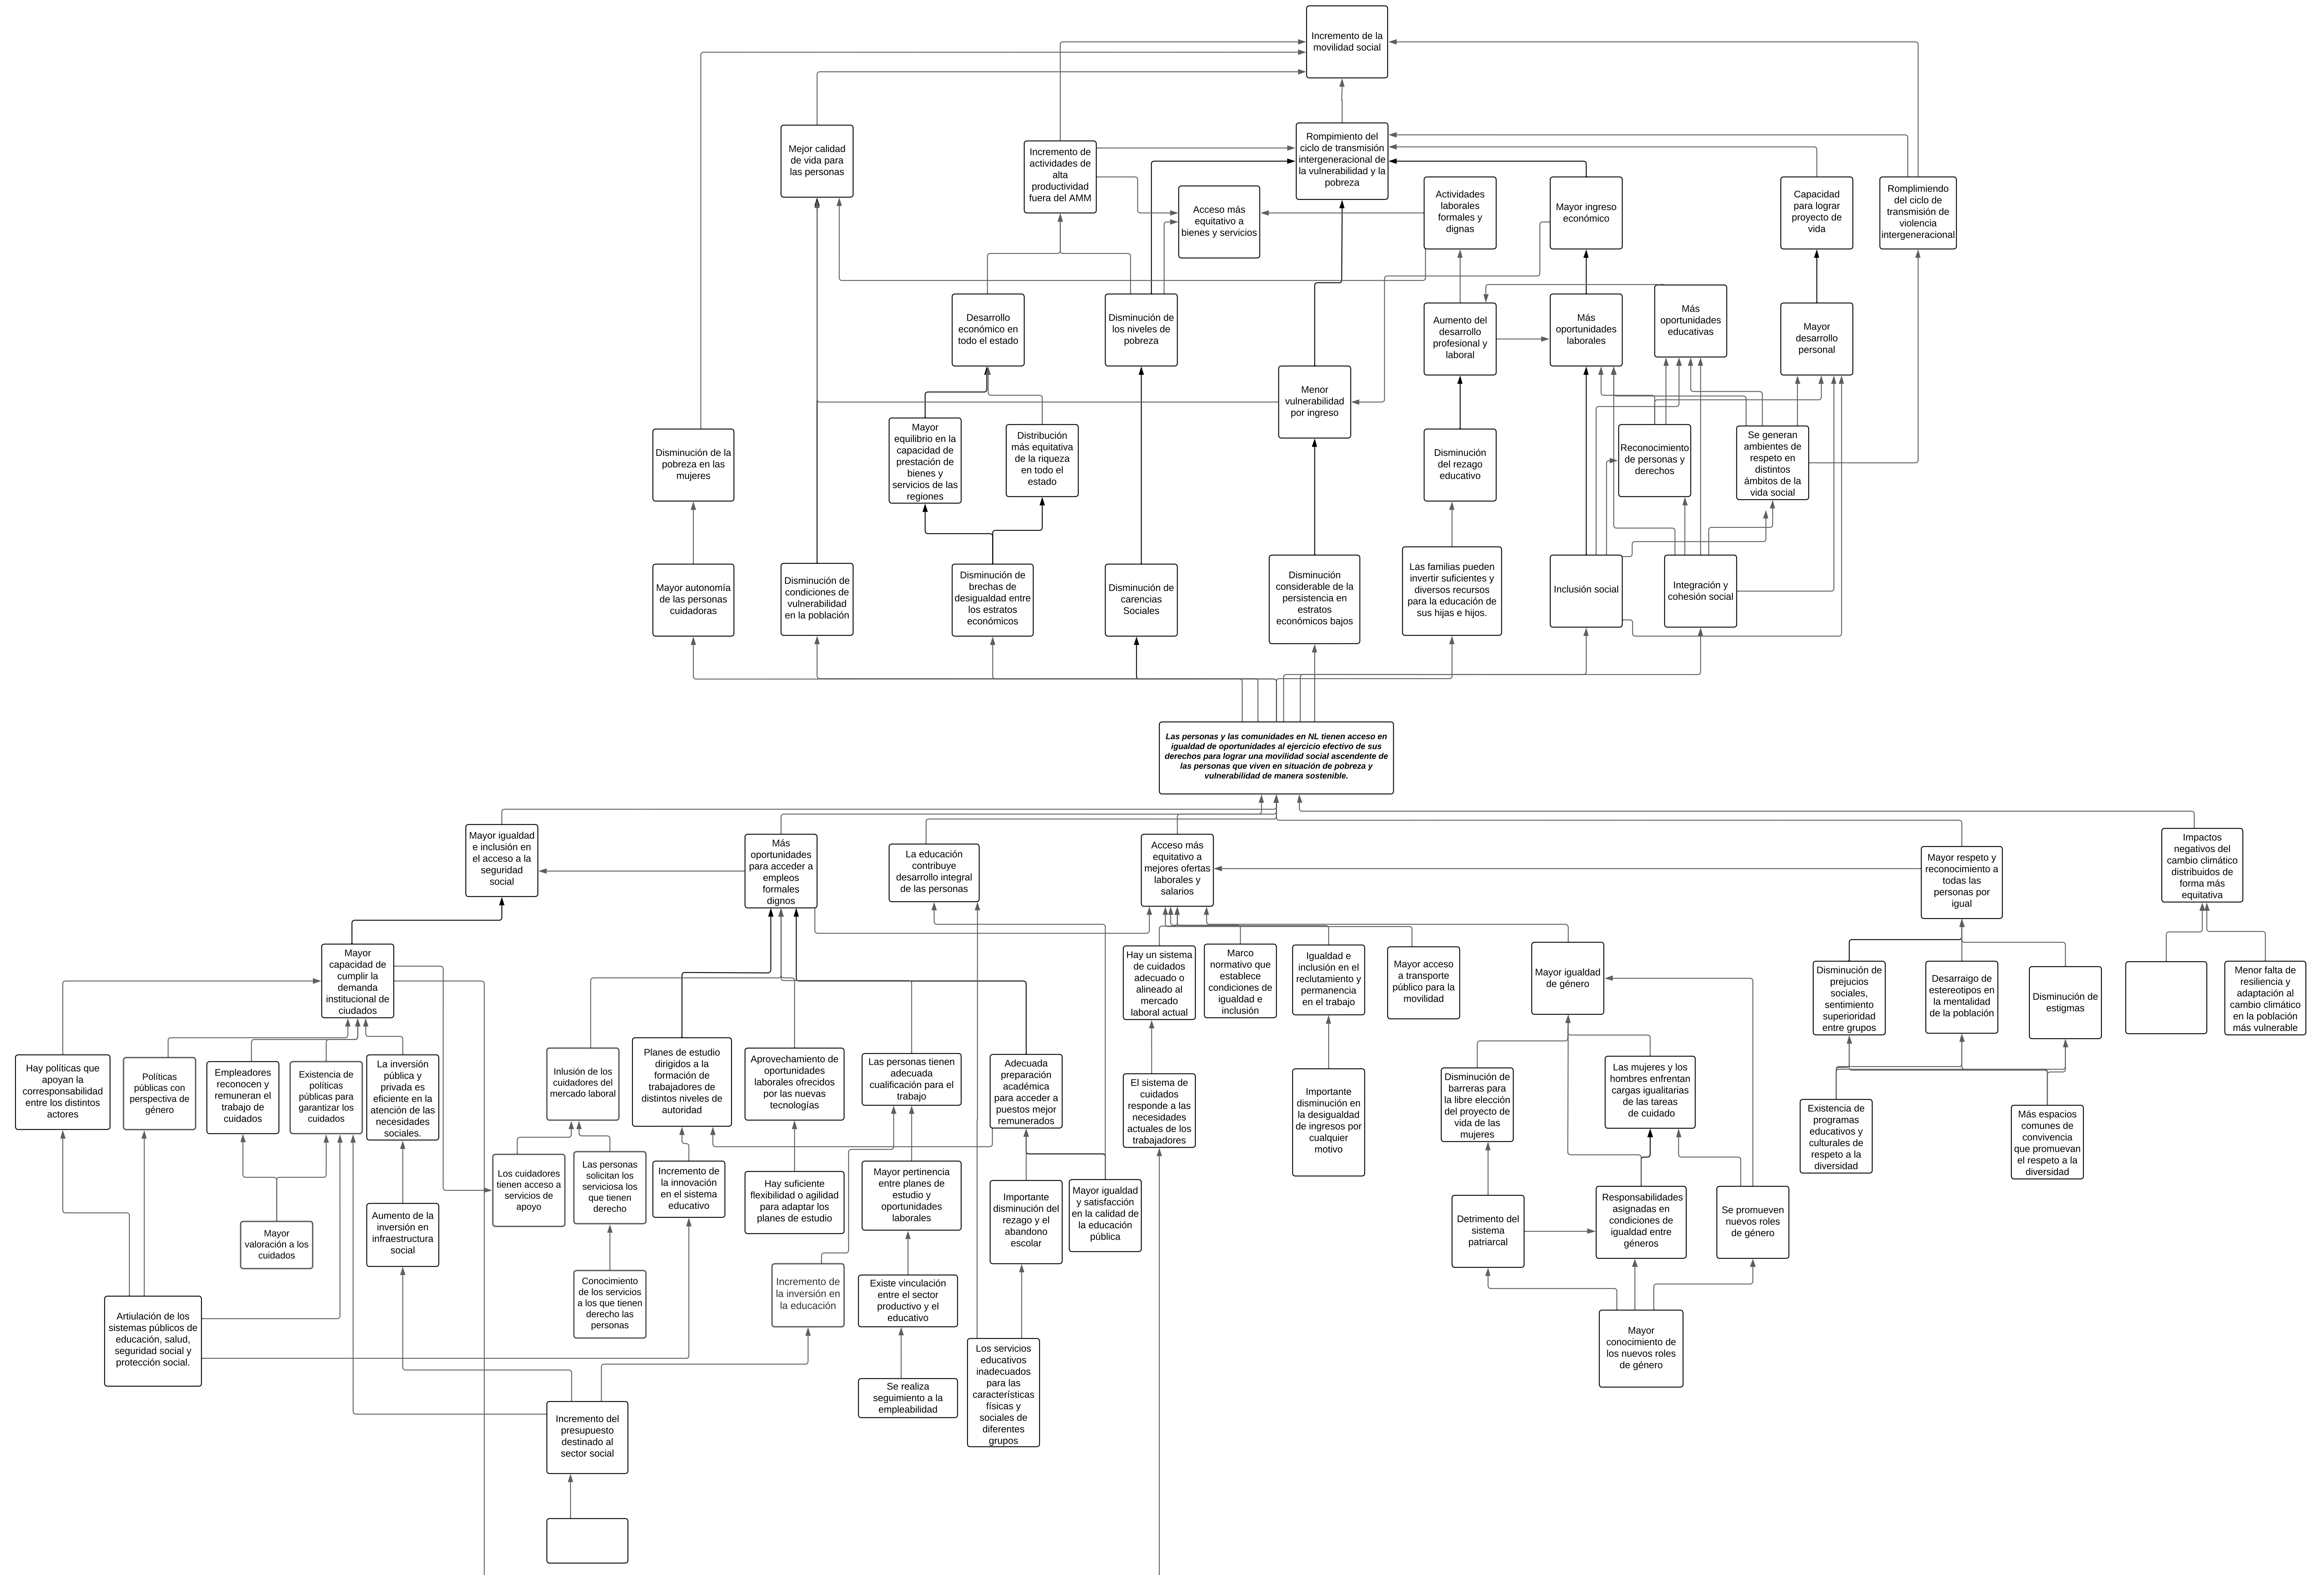 Incremento de la
movilidad social
Mejor calidad
de vida para
las personas
Incremento de
actividades de
alta
productividad
fuera del AMM
Rompimiento del
ciclo de transmisión
intergeneracional de
la vulnerabilidad y la
pobreza
Acceso más
equitativo a
bienes y servicios
Actividades
laborales
formales y
dignas
Mayor ingreso
económico
Capacidad
para lograr
proyecto de
vida
Romplimiendo
del ciclo de
transmisión de
violencia
intergeneracional
Desarrollo
económico en
todo el estado
Disminución de
los niveles de
pobreza
Aumento del
desarrollo
profesional y
laboral
Más
oportunidades
laborales
Más
oportunidades
educativas
Mayor
desarrollo
personal
Menor
vulnerabilidad
por ingreso
Disminución de la
pobreza en las
mujeres
Mayor
equilibrio en la
capacidad de
prestación de
bienes y
servicios de las
regiones
Distribución
más equitativa
de la riqueza
en todo el
estado
Disminución
del rezago
educativo
Reconocimiento
de personas y
derechos
Se generan
ambientes de
respeto en
distintos
ámbitos de la
vida social
Mayor autonomía
de las personas
cuidadoras
Disminución de
condiciones de
vulnerabilidad
en la población
Disminución de
brechas de
desigualdad entre
los estratos
económicos
Disminución de
carencias
Sociales
Disminución
considerable de la
persistencia en
estratos
económicos bajos
Las familias pueden
invertir suficientes y
diversos recursos
para la educación de
sus hijas e hijos.
Inclusión social
Integración y
cohesión social
Las personas y las comunidades en NL tienen acceso en
igualdad de oportunidades al ejercicio efectivo de sus
derechos para lograr una movilidad social ascendente de
las personas que viven en situación de pobreza y
vulnerabilidad de manera sostenible.
Mayor igualdad
e inclusión en
el acceso a la
seguridad
social
Más
oportunidades
para acceder a
empleos
formales
dignos
La educación
contribuye
desarrollo integral
de las personas
Acceso más
equitativo a
mejores ofertas
laborales y
salarios
Mayor respeto y
reconocimiento a
todas las
personas por
igual
Impactos
negativos del
cambio climático
distribuidos de
forma más
equitativa
Mayor
capacidad de
cumplir la
demanda
institucional de
ciudados
Hay un sistema
de cuidados
adecuado o
alineado al
mercado
laboral actual
Marco
normativo que
establece
condiciones de
igualdad e
inclusión
Igualdad e
inclusión en el
reclutamiento y
permanencia
en el trabajo
Mayor acceso
a transporte
público para la
movilidad
Mayor igualdad
de género
Disminución de
prejucios
sociales,
sentimiento
superioridad
entre grupos
Desarraigo de
estereotipos en
la mentalidad
de la población
Disminución de
estigmas
Menor falta de
resiliencia y
adaptación al
cambio climático
en la población
más vulnerable
Hay políticas que
apoyan la
corresponsabilidad
entre los distintos
actores
Políticas
públicas con
perspectiva de
género
Empleadores
reconocen y
remuneran el
trabajo de
cuidados
Existencia de
políticas
públicas para
garantizar los
cuidados
La inversión
pública y
privada es
eficiente en la
atención de las
necesidades
sociales.
Inlusión de los
cuidadores del
mercado laboral
Planes de estudio
dirigidos a la
formación de
trabajadores de
distintos niveles de
autoridad
Aprovechamiento de
oportunidades
laborales ofrecidos
por las nuevas
tecnologías
Las personas tienen
adecuada
cualificación para el
trabajo
Adecuada
preparación
académica
para acceder a
puestos mejor
remunerados
El sistema de
cuidados
responde a las
necesidades
actuales de los
trabajadores
Importante
disminución en
la desigualdad
de ingresos por
cualquier
motivo
Disminución de
barreras para
la libre elección
del proyecto de
vida de las
mujeres
Las mujeres y los
hombres enfrentan
cargas igualitarias
de las tareas
de cuidado
Existencia de
programas
educativos y
culturales de
respeto a la
diversidad
Más espacios
comunes de
convivencia
que promuevan
el respeto a la
diversidad
Los cuidadores
tienen acceso a
servicios de
apoyo
Las personas
solicitan los
serviciosa los
que tienen
derecho
Incremento de
la innovación
en el sistema
educativo
Hay suficiente
flexibilidad o agilidad
para adaptar los
planes de estudio
Mayor pertinencia
entre planes de
estudio y
oportunidades
laborales
Importante
disminución del
rezago y el
abandono
escolar
Mayor igualdad
y satisfacción
en la calidad de
la educación
pública
Detrimento del
sistema
patriarcal
Responsabilidades
asignadas en
condiciones de
igualdad entre
géneros
Se promueven
nuevos roles
de género
Mayor
valoración a los
cuidados
Aumento de la
inversión en
infraestructura
social
Conocimiento
de los servicios
a los que tienen
derecho las
personas
Incremento de
la inversión en
la educación
Existe vinculación
entre el sector
productivo y el
educativo
Artiulación de los
sistemas públicos de
educación, salud,
seguridad social y
protección social.
Mayor
conocimiento de
los nuevos roles
de género
Los servicios
educativos
inadecuados
para las
características
físicas y
sociales de
diferentes
grupos
Se realiza
seguimiento a la
empleabilidad
Incremento del
presupuesto
destinado al
sector social